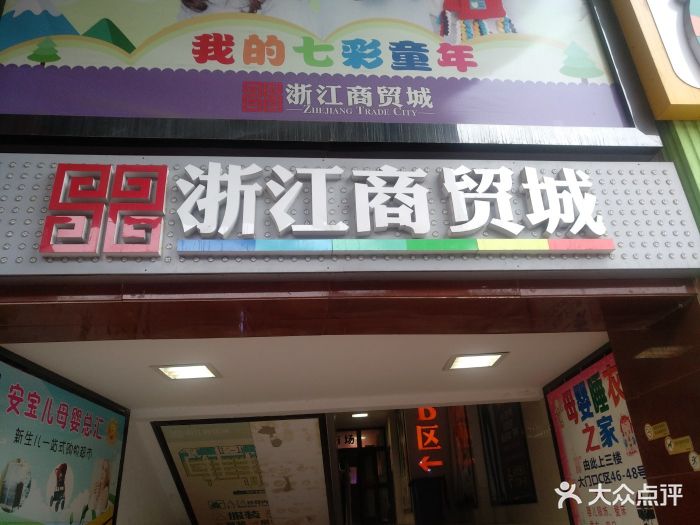 我的七彩童年
浙江商贸城
ZHEJIANG TRADE CITY
浙江商贸城
安宝儿母婴总汇
新生儿一站式购物超市
D区
母婴睡衣
之家
由此上三楼
大门口C区46-48号
大众点评